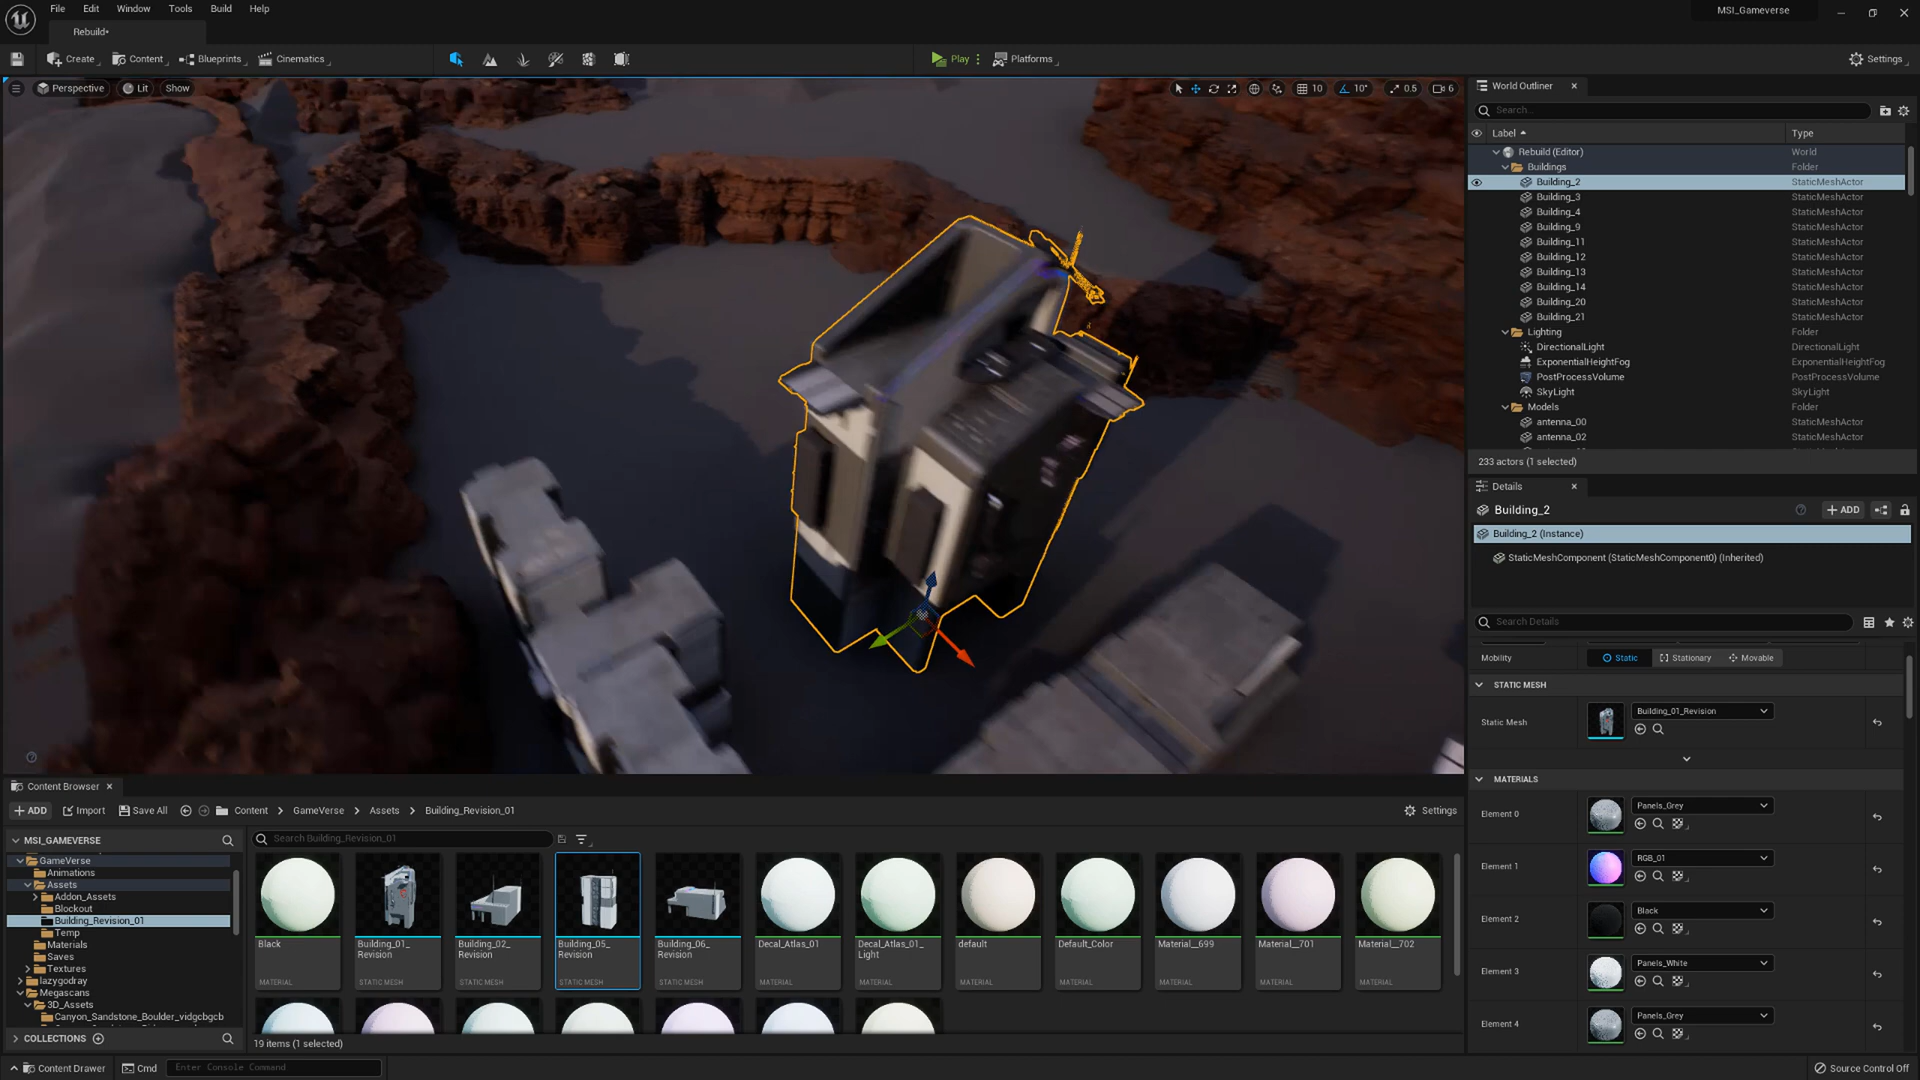 File Edit Window Tools Build Help
MSI_Gameverse
Rebuild•
Create Content Blueprints Cinematics
Play Platforms
Settings
Perspective Lit Show
10 10° 0.5 6
World Outliner
Search...
Label Type
Rebuild (Editor) World
Buildings Folder
Building_2 StaticMeshActor
Building_3 StaticMeshActor
Building_4 StaticMeshActor
Building_9 StaticMeshActor
Building_11 StaticMeshActor
Building_12 StaticMeshActor
Building_13 StaticMeshActor
Building_14 StaticMeshActor
Building_20 StaticMeshActor
Building_21 StaticMeshActor
Lighting Folder
DirectionalLight DirectionalLight
ExponentialHeightFog ExponentialHeightFog
PostProcessVolume PostProcessVolume
SkyLight SkyLight
Models Folder
antenna_00 StaticMeshActor
antenna_02 StaticMeshActor
233 actors (1 selected)
Details
Building_2
ADD
Building_2 (Instance)
StaticMeshComponent (StaticMeshComponent0) (Inherited)
Search Details
Mobility Static Stationary Movable
STATIC MESH
Static Mesh Building_01_Revision
MATERIALS
Element 0 Panels_Grey
Element 1 RGB_01
Element 2 Black
Element 3 Panels_White
Element 4 Panels_Grey
Content Browser
ADD Import Save All Content GameVerse Assets Building_Revision_01
Settings
MSI_GAMEVERSE
GameVerse
Animations
Assets
Addon_Assets
Blockout
Building_Revision_01
Temp
Materials
Saves
Textures
lazygodray
Megascans
3D_Assets
Canyon_Sandstone_Boulder_vidgcbgcb
COLLECTIONS
Search Building_Revision_01
Black
MATERIAL
Building_01_
Revision
STATIC MESH
Building_02_
Revision
STATIC MESH
Building_05_
Revision
STATIC MESH
Building_06_
Revision
STATIC MESH
Decal_Atlas_01
MATERIAL
Decal_Atlas_01_
Light
MATERIAL
default
MATERIAL
Default_Color
MATERIAL
Material__699
MATERIAL
Material__701
MATERIAL
Material__702
MATERIAL
19 items (1 selected)
Content Drawer Cmd Enter Console Command
Source Control Off